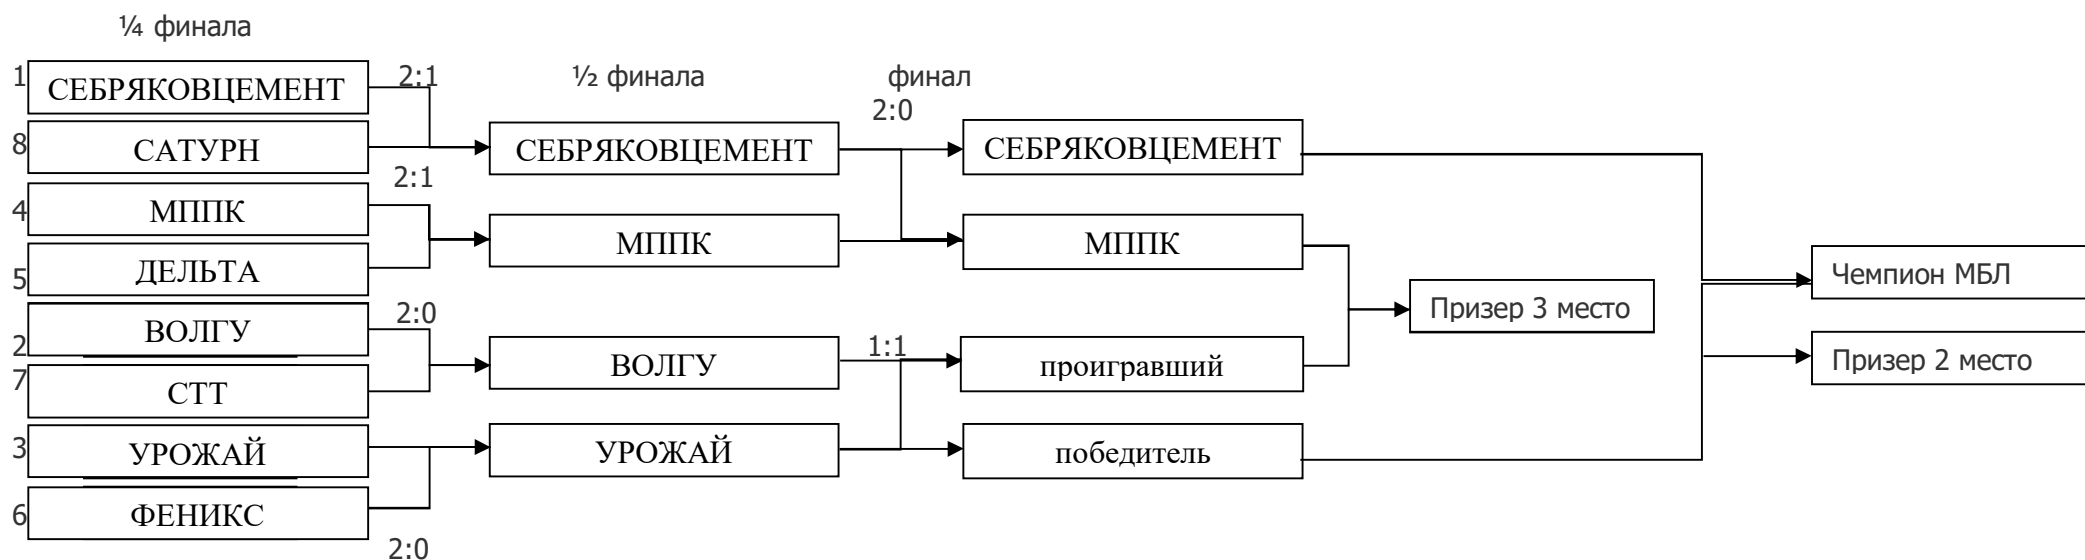 ¼ финала
1 СЕБРЯКОВЦЕМЕНТ 2:1
8 САТУРН
2:1
4 МППК
5 ДЕЛЬТА
2 ВОЛГУ 2:0
7 СТТ
3 УРОЖАЙ
6 ФЕНИКС
2:0
½ финала
СЕБРЯКОВЦЕМЕНТ
МППК
ВОЛГУ
УРОЖАЙ
финал
2:0
СЕБРЯКОВЦЕМЕНТ
МППК
1:1
проигравший
победитель
Призер 3 место
Чемпион МБЛ
Призер 2 место